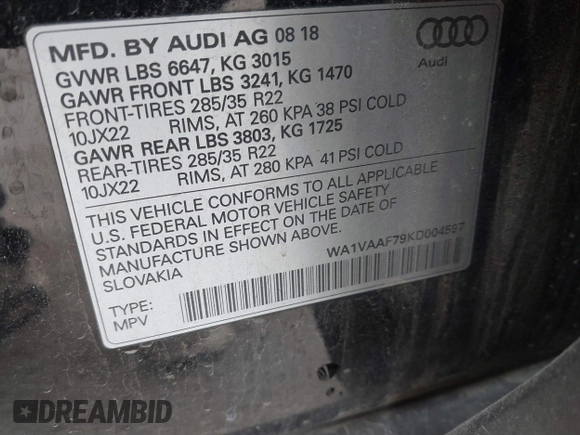 MFD. BY AUDI AG 08 18
GVWR LBS 6647, KG 3015
GAWR FRONT LBS 3241, KG 1470
FRONT-TIRES 285/35 R22
10JX22 RIMS, AT 260 KPA 38 PSI COLD
GAWR REAR LBS 3803, KG 1725
REAR-TIRES 285/35 R22
10JX22 RIMS, AT 280 KPA 41 PSI COLD
THIS VEHICLE CONFORMS TO ALL APPLICABLE
U.S. FEDERAL MOTOR VEHICLE SAFETY
STANDARDS IN EFFECT ON THE DATE OF
MANUFACTURE SHOWN ABOVE.
SLOVAKIA
WA1VAAF79KD004597
TYPE:
MPV
Audi
DREAMBID